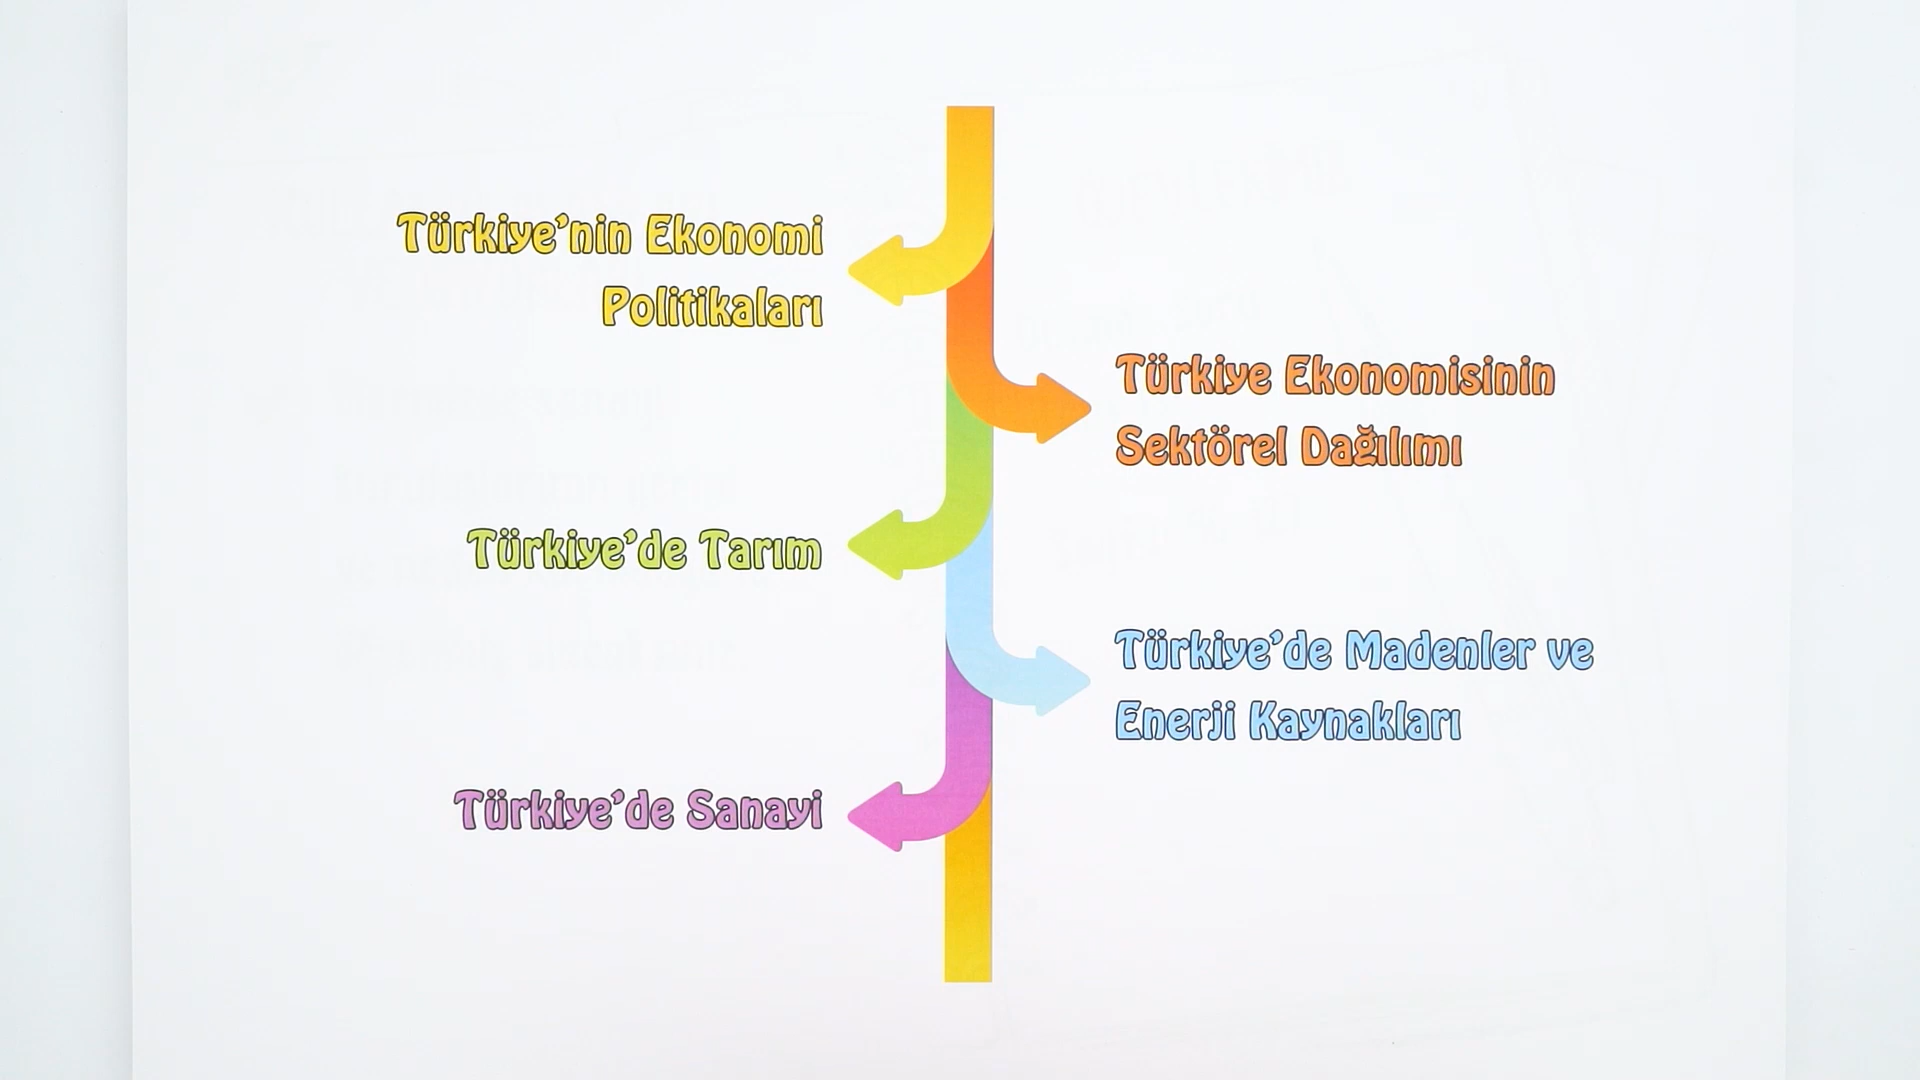 Türkiye'nin Ekonomi
Politikaları
Türkiye Ekonomisinin
Sektörel Dağılımı
Türkiye'de Tarım
Türkiye'de Madenler ve
Enerji Kaynakları
Türkiye'de Sanayi